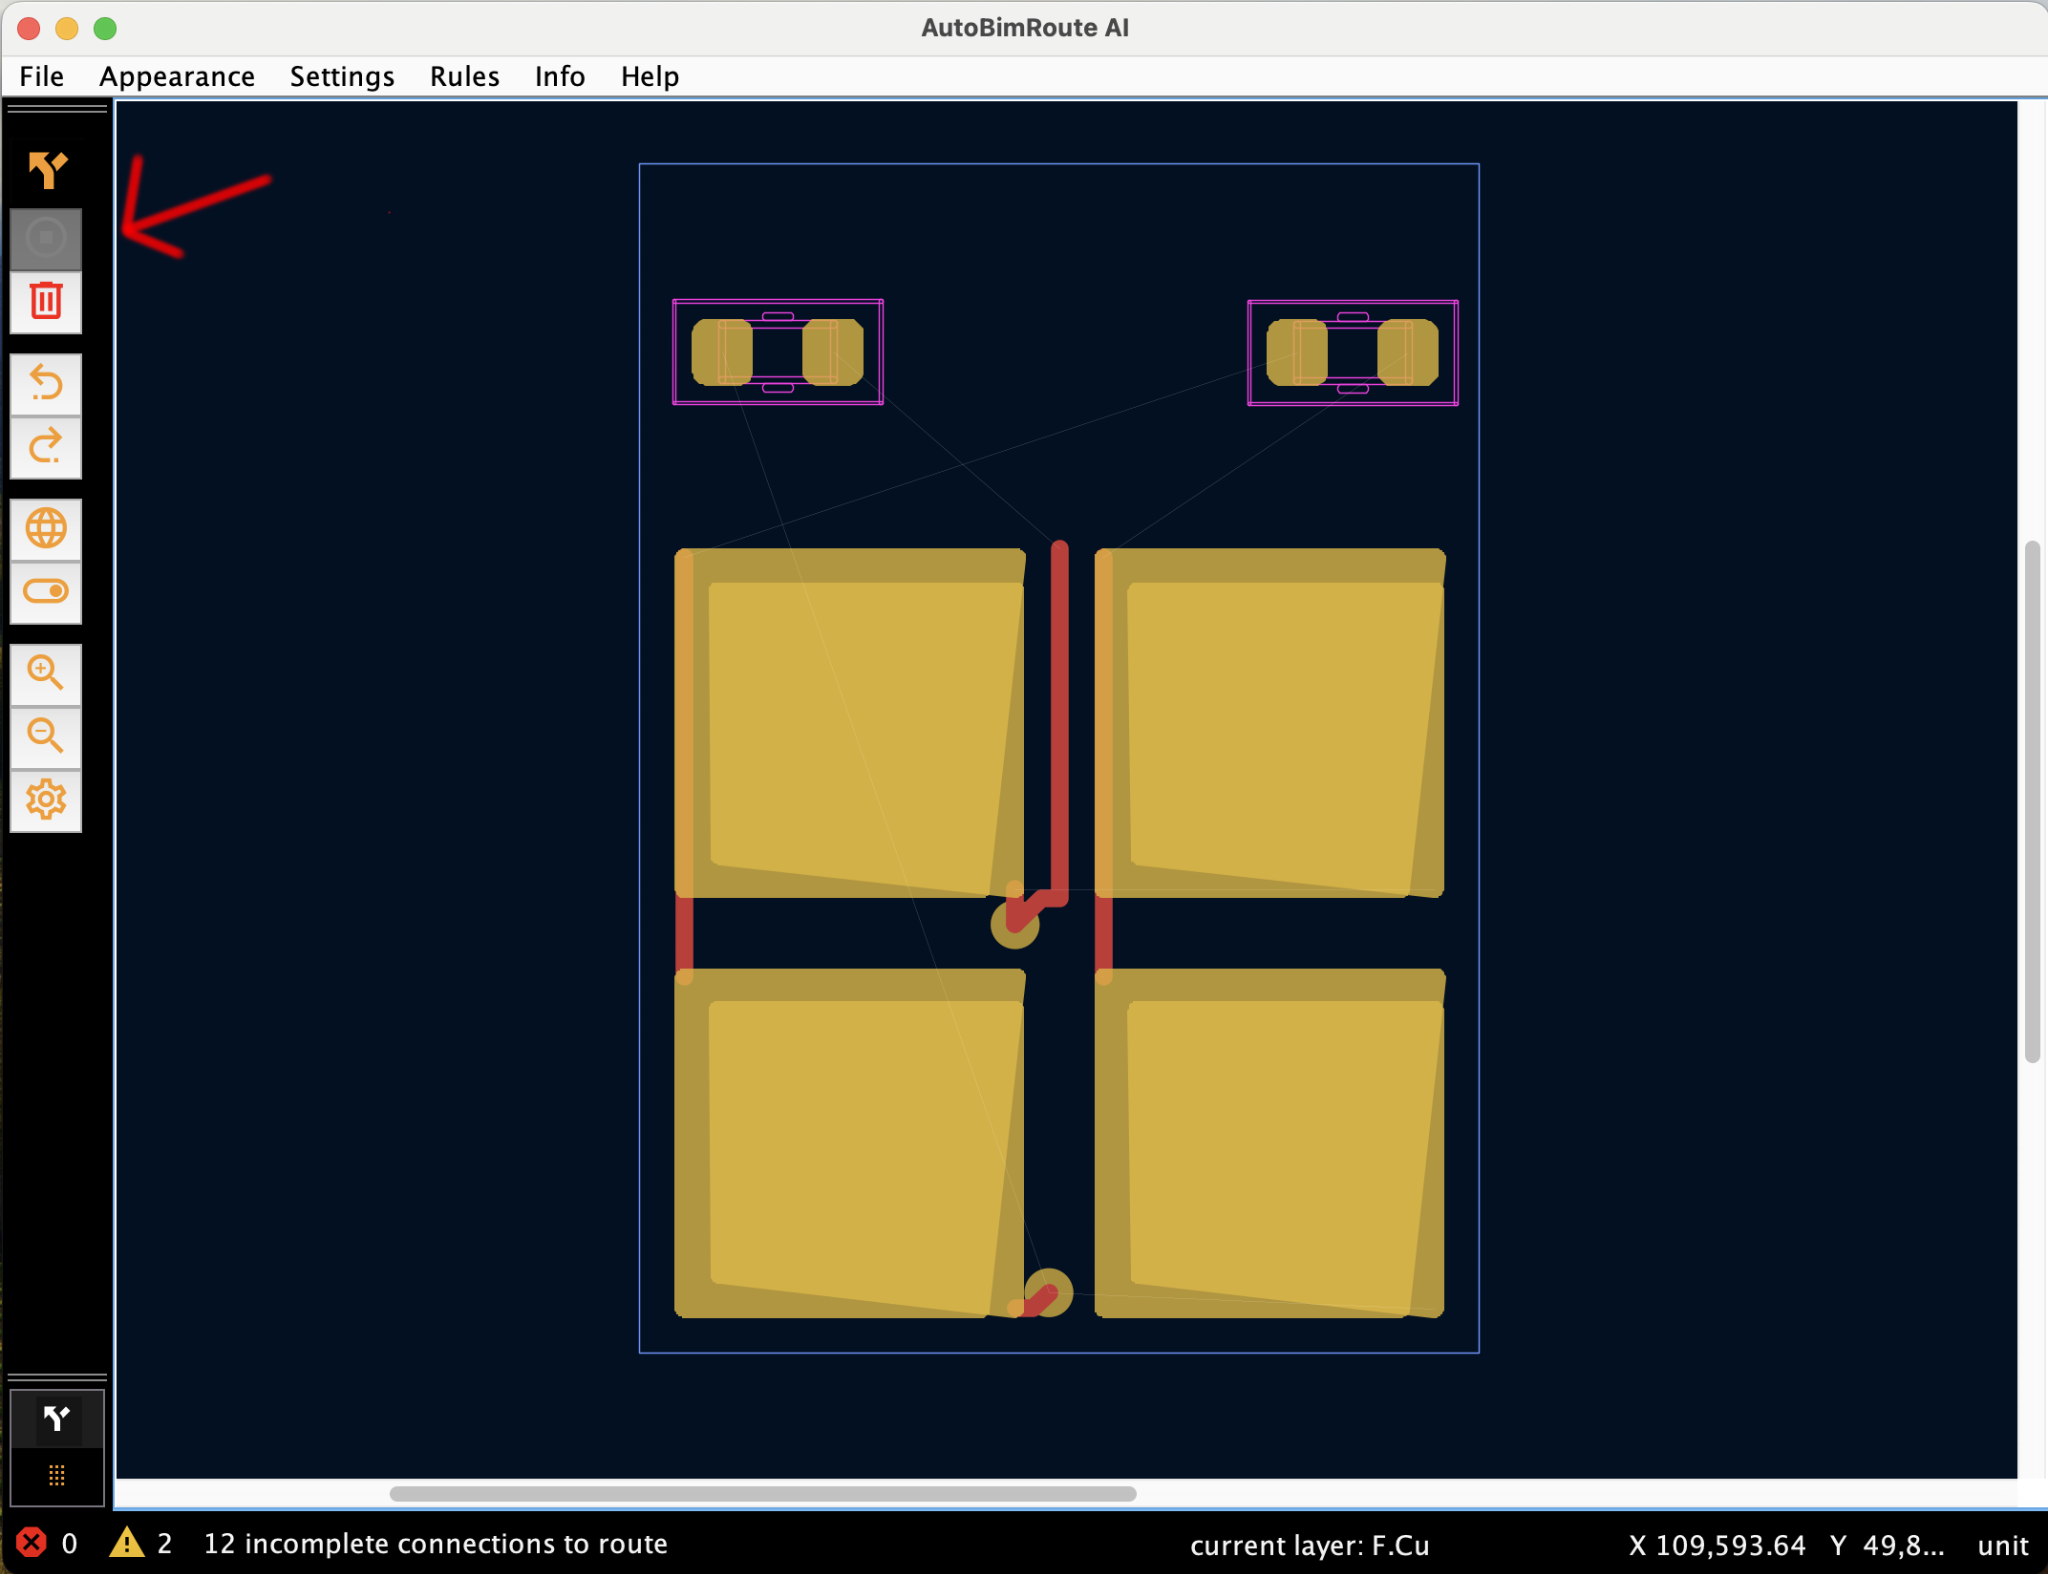 AutoBimRoute AI
File Appearance Settings Rules Info Help
0 2 12 incomplete connections to route current layer: F.Cu X 109,593.64 Y 49,8... unit